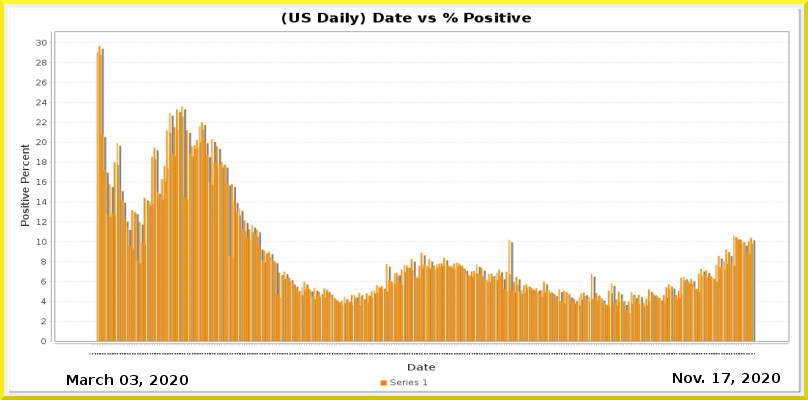 (US Daily) Date vs % Positive
30
28
26
24
22
20
18
16
14
12
10
8
6
4
2
0
Positive Percent
Date
March 03, 2020
Nov. 17, 2020
Series 1